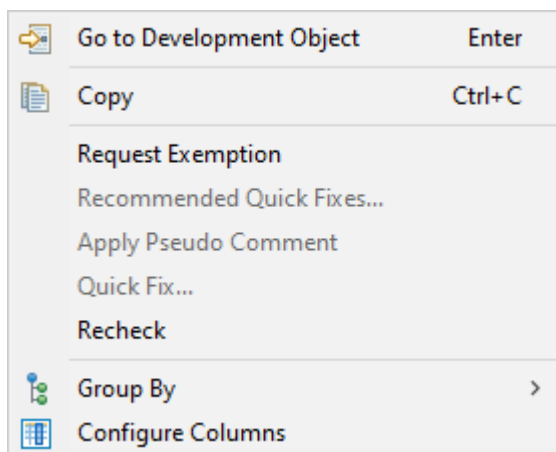 Go to Development Object Enter
Copy Ctrl+C
Request Exemption
Recommended Quick Fixes...
Apply Pseudo Comment
Quick Fix...
Recheck
Group By
Configure Columns